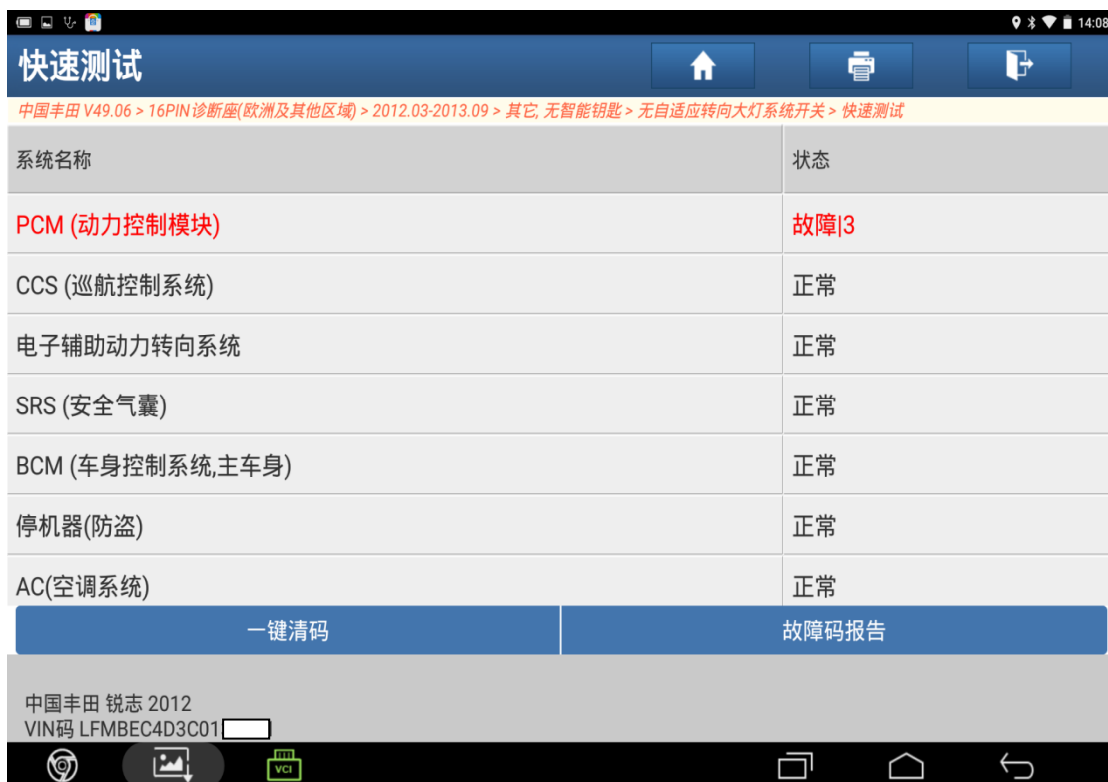 14:08
快速测试
中国丰田 V49.06 > 16PIN诊断座(欧洲及其他区域) > 2012.03-2013.09 > 其它, 无智能钥匙 > 无自适应转向大灯系统开关 > 快速测试
系统名称 状态
PCM (动力控制模块) 故障|3
CCS (巡航控制系统) 正常
电子辅助动力转向系统 正常
SRS (安全气囊) 正常
BCM (车身控制系统,主车身) 正常
停机器(防盗) 正常
AC(空调系统) 正常
一键清码 故障码报告
中国丰田 锐志 2012
VIN码 LFMBEC4D3C01
VCI